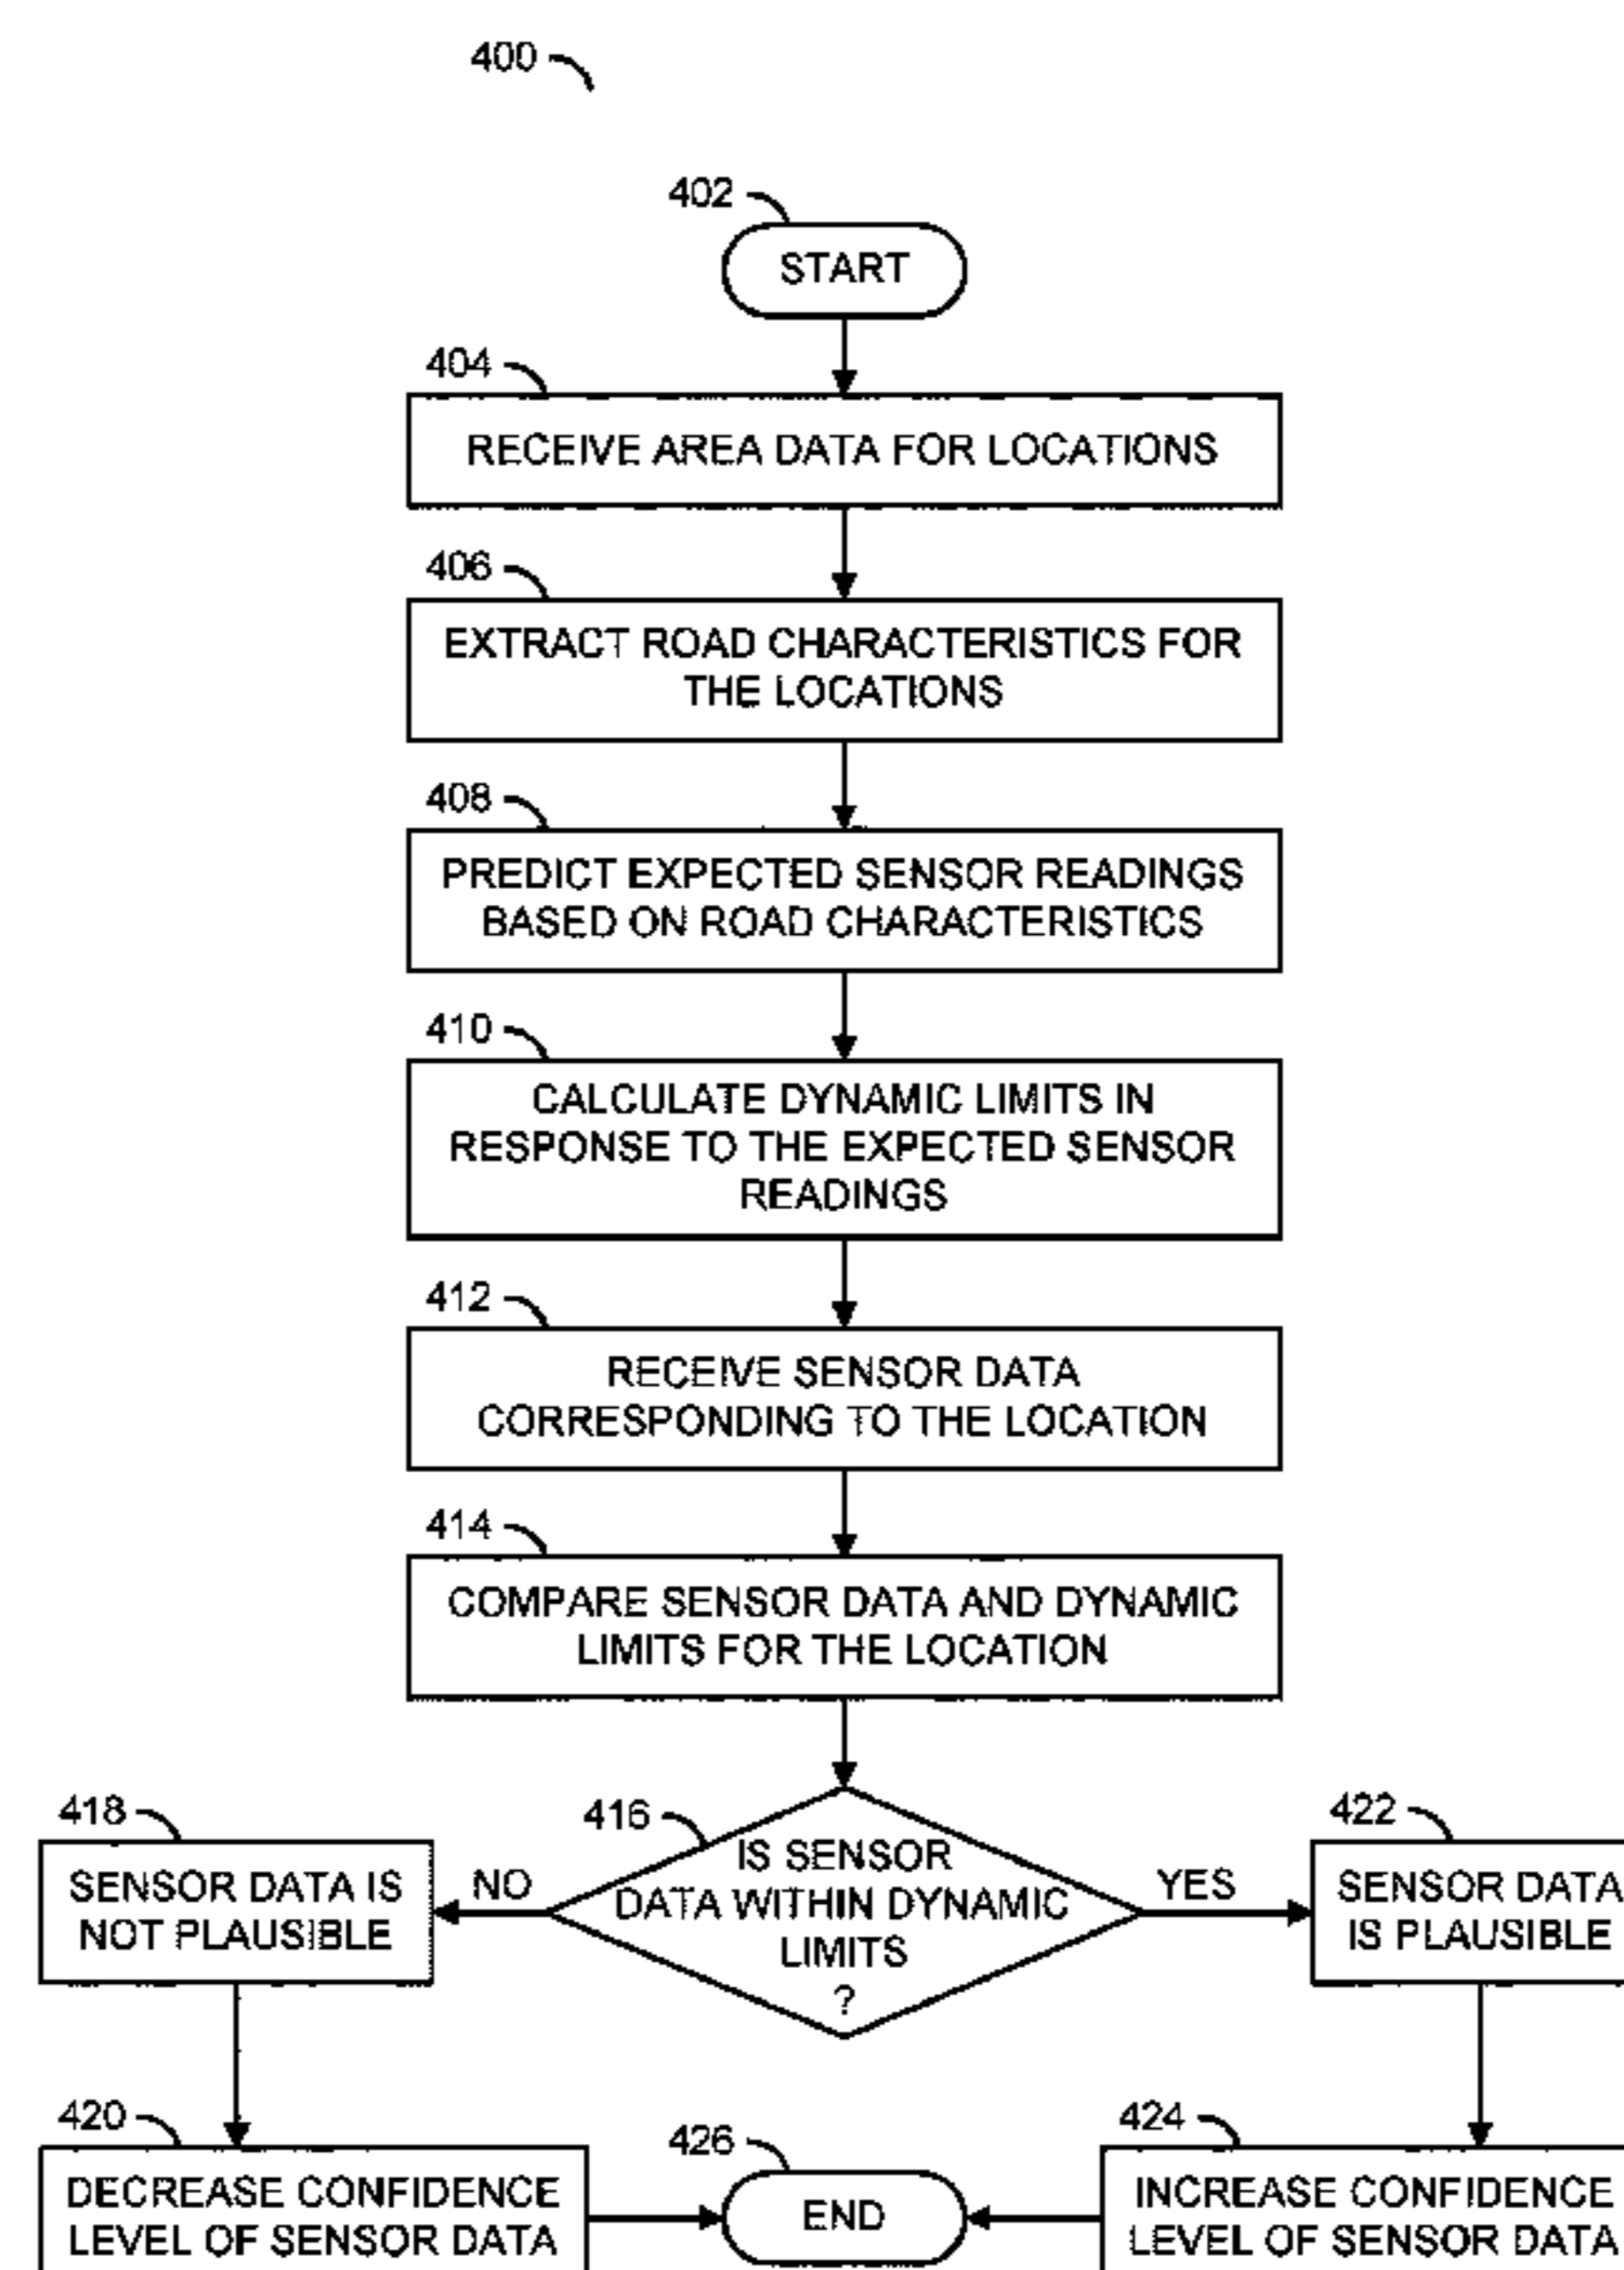 400
402
START
404
RECEIVE AREA DATA FOR LOCATIONS
406
EXTRACT ROAD CHARACTERISTICS FOR
THE LOCATIONS
408
PREDICT EXPECTED SENSOR READINGS
BASED ON ROAD CHARACTERISTICS
410
CALCULATE DYNAMIC LIMITS IN
RESPONSE TO THE EXPECTED SENSOR
READINGS
412
RECEIVE SENSOR DATA
CORRESPONDING TO THE LOCATION
414
COMPARE SENSOR DATA AND DYNAMIC
LIMITS FOR THE LOCATION
416
IS SENSOR
DATA WITHIN DYNAMIC
LIMITS
?
NO
YES
418
SENSOR DATA IS
NOT PLAUSIBLE
422
SENSOR DATA
IS PLAUSIBLE
420
DECREASE CONFIDENCE
LEVEL OF SENSOR DATA
426
END
424
INCREASE CONFIDENCE
LEVEL OF SENSOR DATA